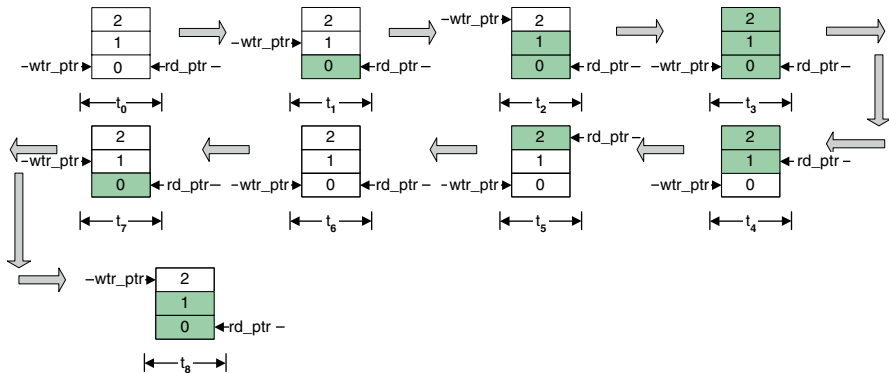 2
1
–wtr_ptr 0 rd_ptr –
t0
2
–wtr_ptr 1
0 rd_ptr –
t1
–wtr_ptr 2
1
0 rd_ptr –
t2
2
1
–wtr_ptr 0 rd_ptr –
t3
2
–wtr_ptr 1
0 rd_ptr–
t7
2
1
–wtr_ptr 0 rd_ptr –
t6
2 rd_ptr –
1
–wtr_ptr 0
t5
2
1 rd_ptr –
–wtr_ptr 0
t4
–wtr_ptr 2
1
0 rd_ptr –
t8